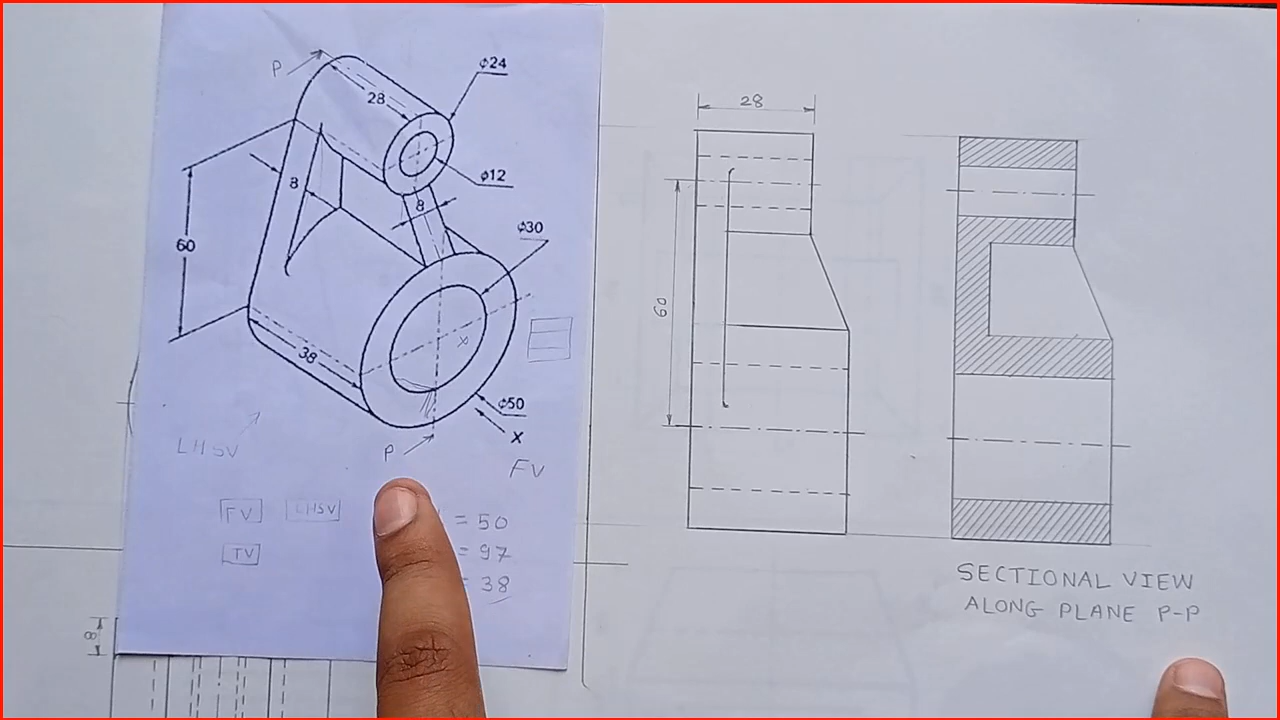 P
28
ϕ24
8
ϕ12
8
60
ϕ30
38
x
ϕ50
X
P
LHSV
FV
FV LHSV
= 50
TV
= 97
= 38
8
28
60
SECTIONAL VIEW
ALONG PLANE P-P